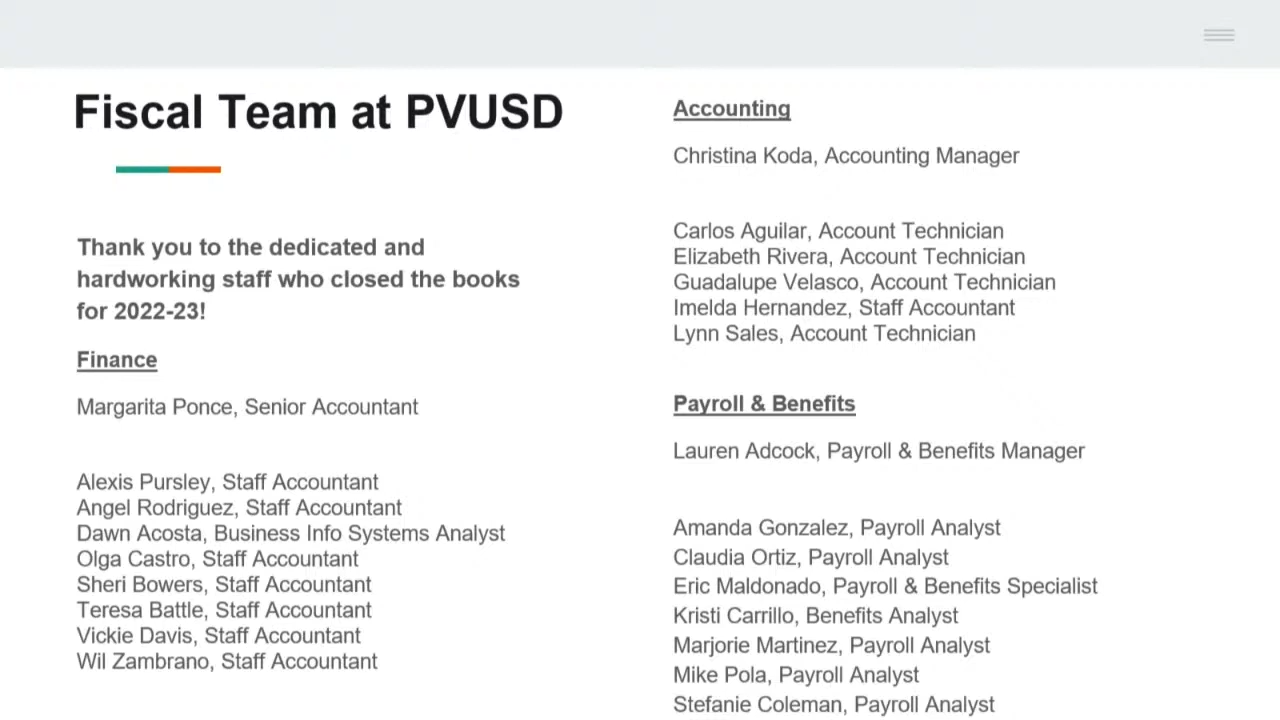 Fiscal Team at PVUSD
Thank you to the dedicated and
hardworking staff who closed the books
for 2022-23!
Finance
Margarita Ponce, Senior Accountant
Alexis Pursley, Staff Accountant
Angel Rodriguez, Staff Accountant
Dawn Acosta, Business Info Systems Analyst
Olga Castro, Staff Accountant
Sheri Bowers, Staff Accountant
Teresa Battle, Staff Accountant
Vickie Davis, Staff Accountant
Wil Zambrano, Staff Accountant
Accounting
Christina Koda, Accounting Manager
Carlos Aguilar, Account Technician
Elizabeth Rivera, Account Technician
Guadalupe Velasco, Account Technician
Imelda Hernandez, Staff Accountant
Lynn Sales, Account Technician
Payroll & Benefits
Lauren Adcock, Payroll & Benefits Manager
Amanda Gonzalez, Payroll Analyst
Claudia Ortiz, Payroll Analyst
Eric Maldonado, Payroll & Benefits Specialist
Kristi Carrillo, Benefits Analyst
Marjorie Martinez, Payroll Analyst
Mike Pola, Payroll Analyst
Stefanie Coleman, Payroll Analyst